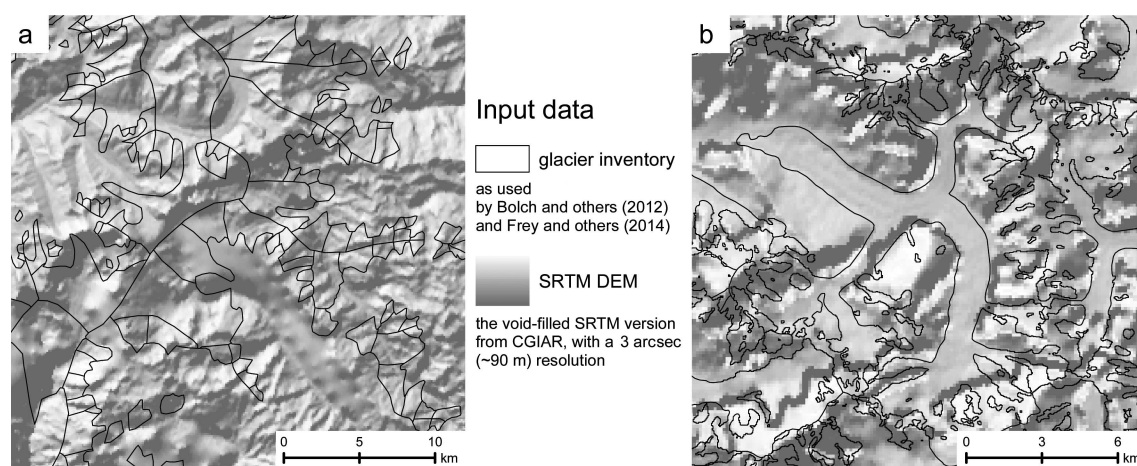 a
Input data
glacier inventory
as used
by Bolch and others (2012)
and Frey and others (2014)
SRTM DEM
the void-filled SRTM version
from CGIAR, with a 3 arcsec
(~90 m) resolution
0 5 10
km
b
0 3 6
km